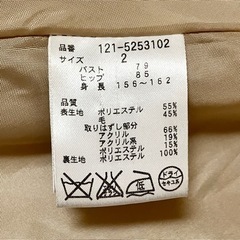 品番 121-5253102
サイズ 2
バスト 79
ヒップ 85
身長 156~162
品質
表生地 ポリエステル 55%
毛 45%
取りはずし部分
アクリル 66%
アクリル系 19%
ポリエステル 15%
裏生地 ポリエステル 100%
低
ドライ
セキユ系